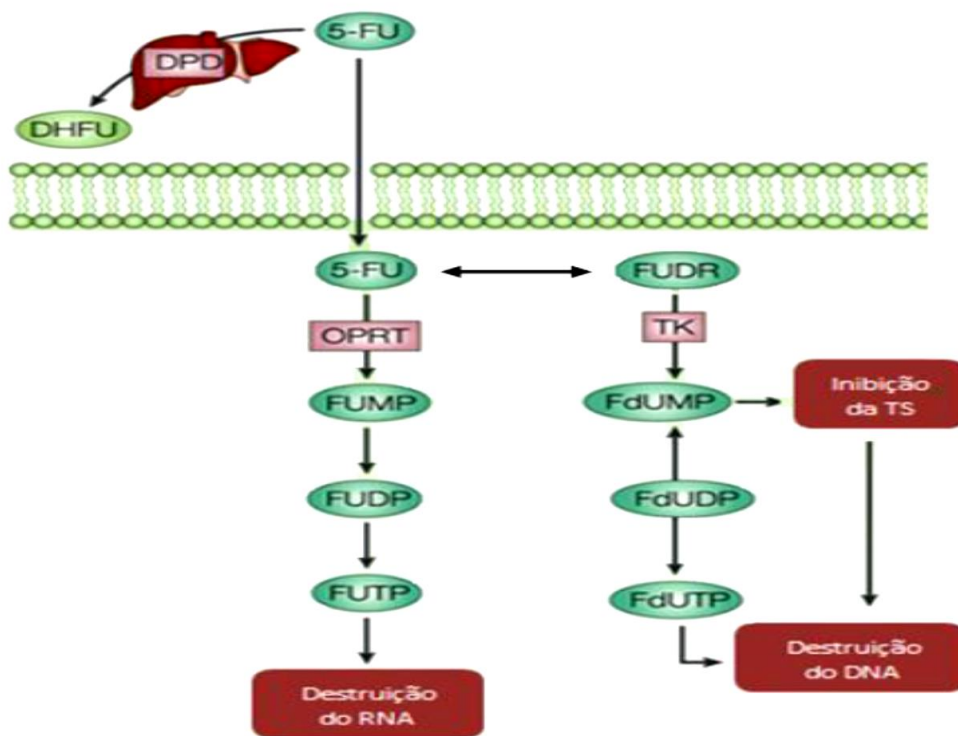 5-FU
DPD
DHFU
5-FU
FUDR
OPRT
TK
FUMP
FdUMP
Inibição
da TS
FUDP
FdUDP
FUTP
FdUTP
Destruição
do RNA
Destruição
do DNA